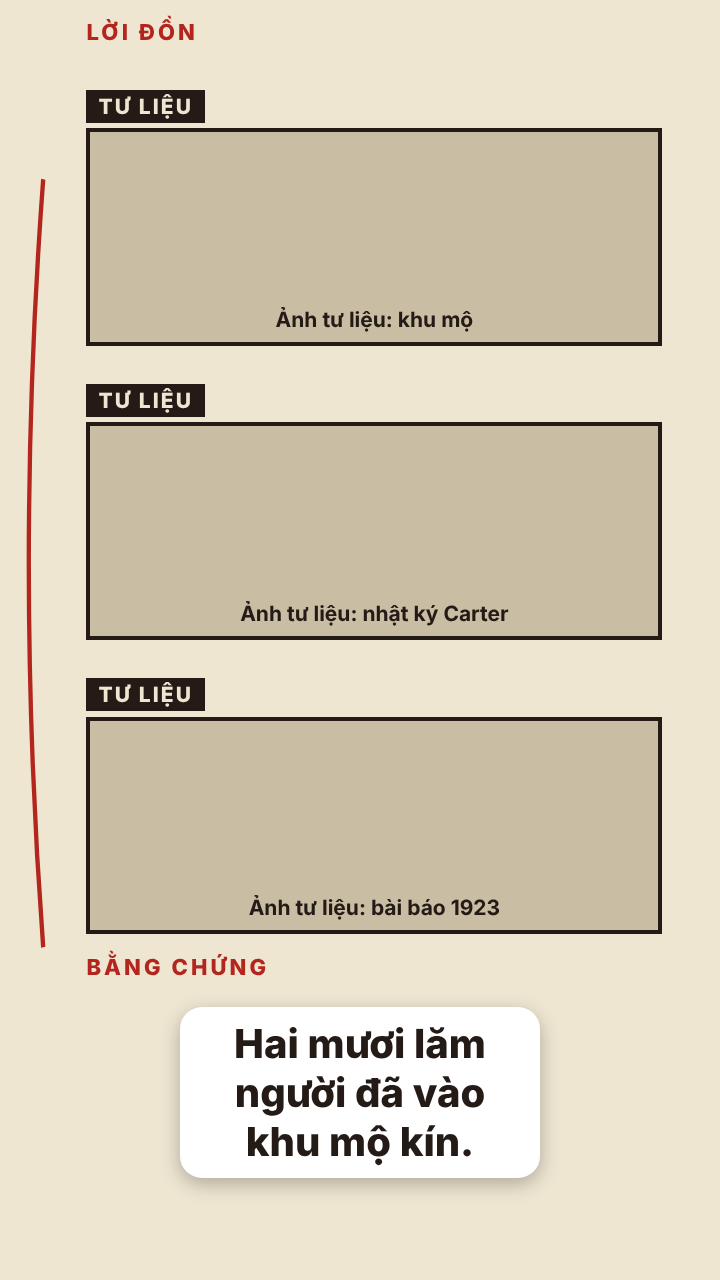 LỜI ĐỒN
TƯ LIỆU
Ảnh tư liệu: khu mộ
TƯ LIỆU
Ảnh tư liệu: nhật ký Carter
TƯ LIỆU
Ảnh tư liệu: bài báo 1923
BẰNG CHỨNG
Hai mươi lăm
người đã vào
khu mộ kín.